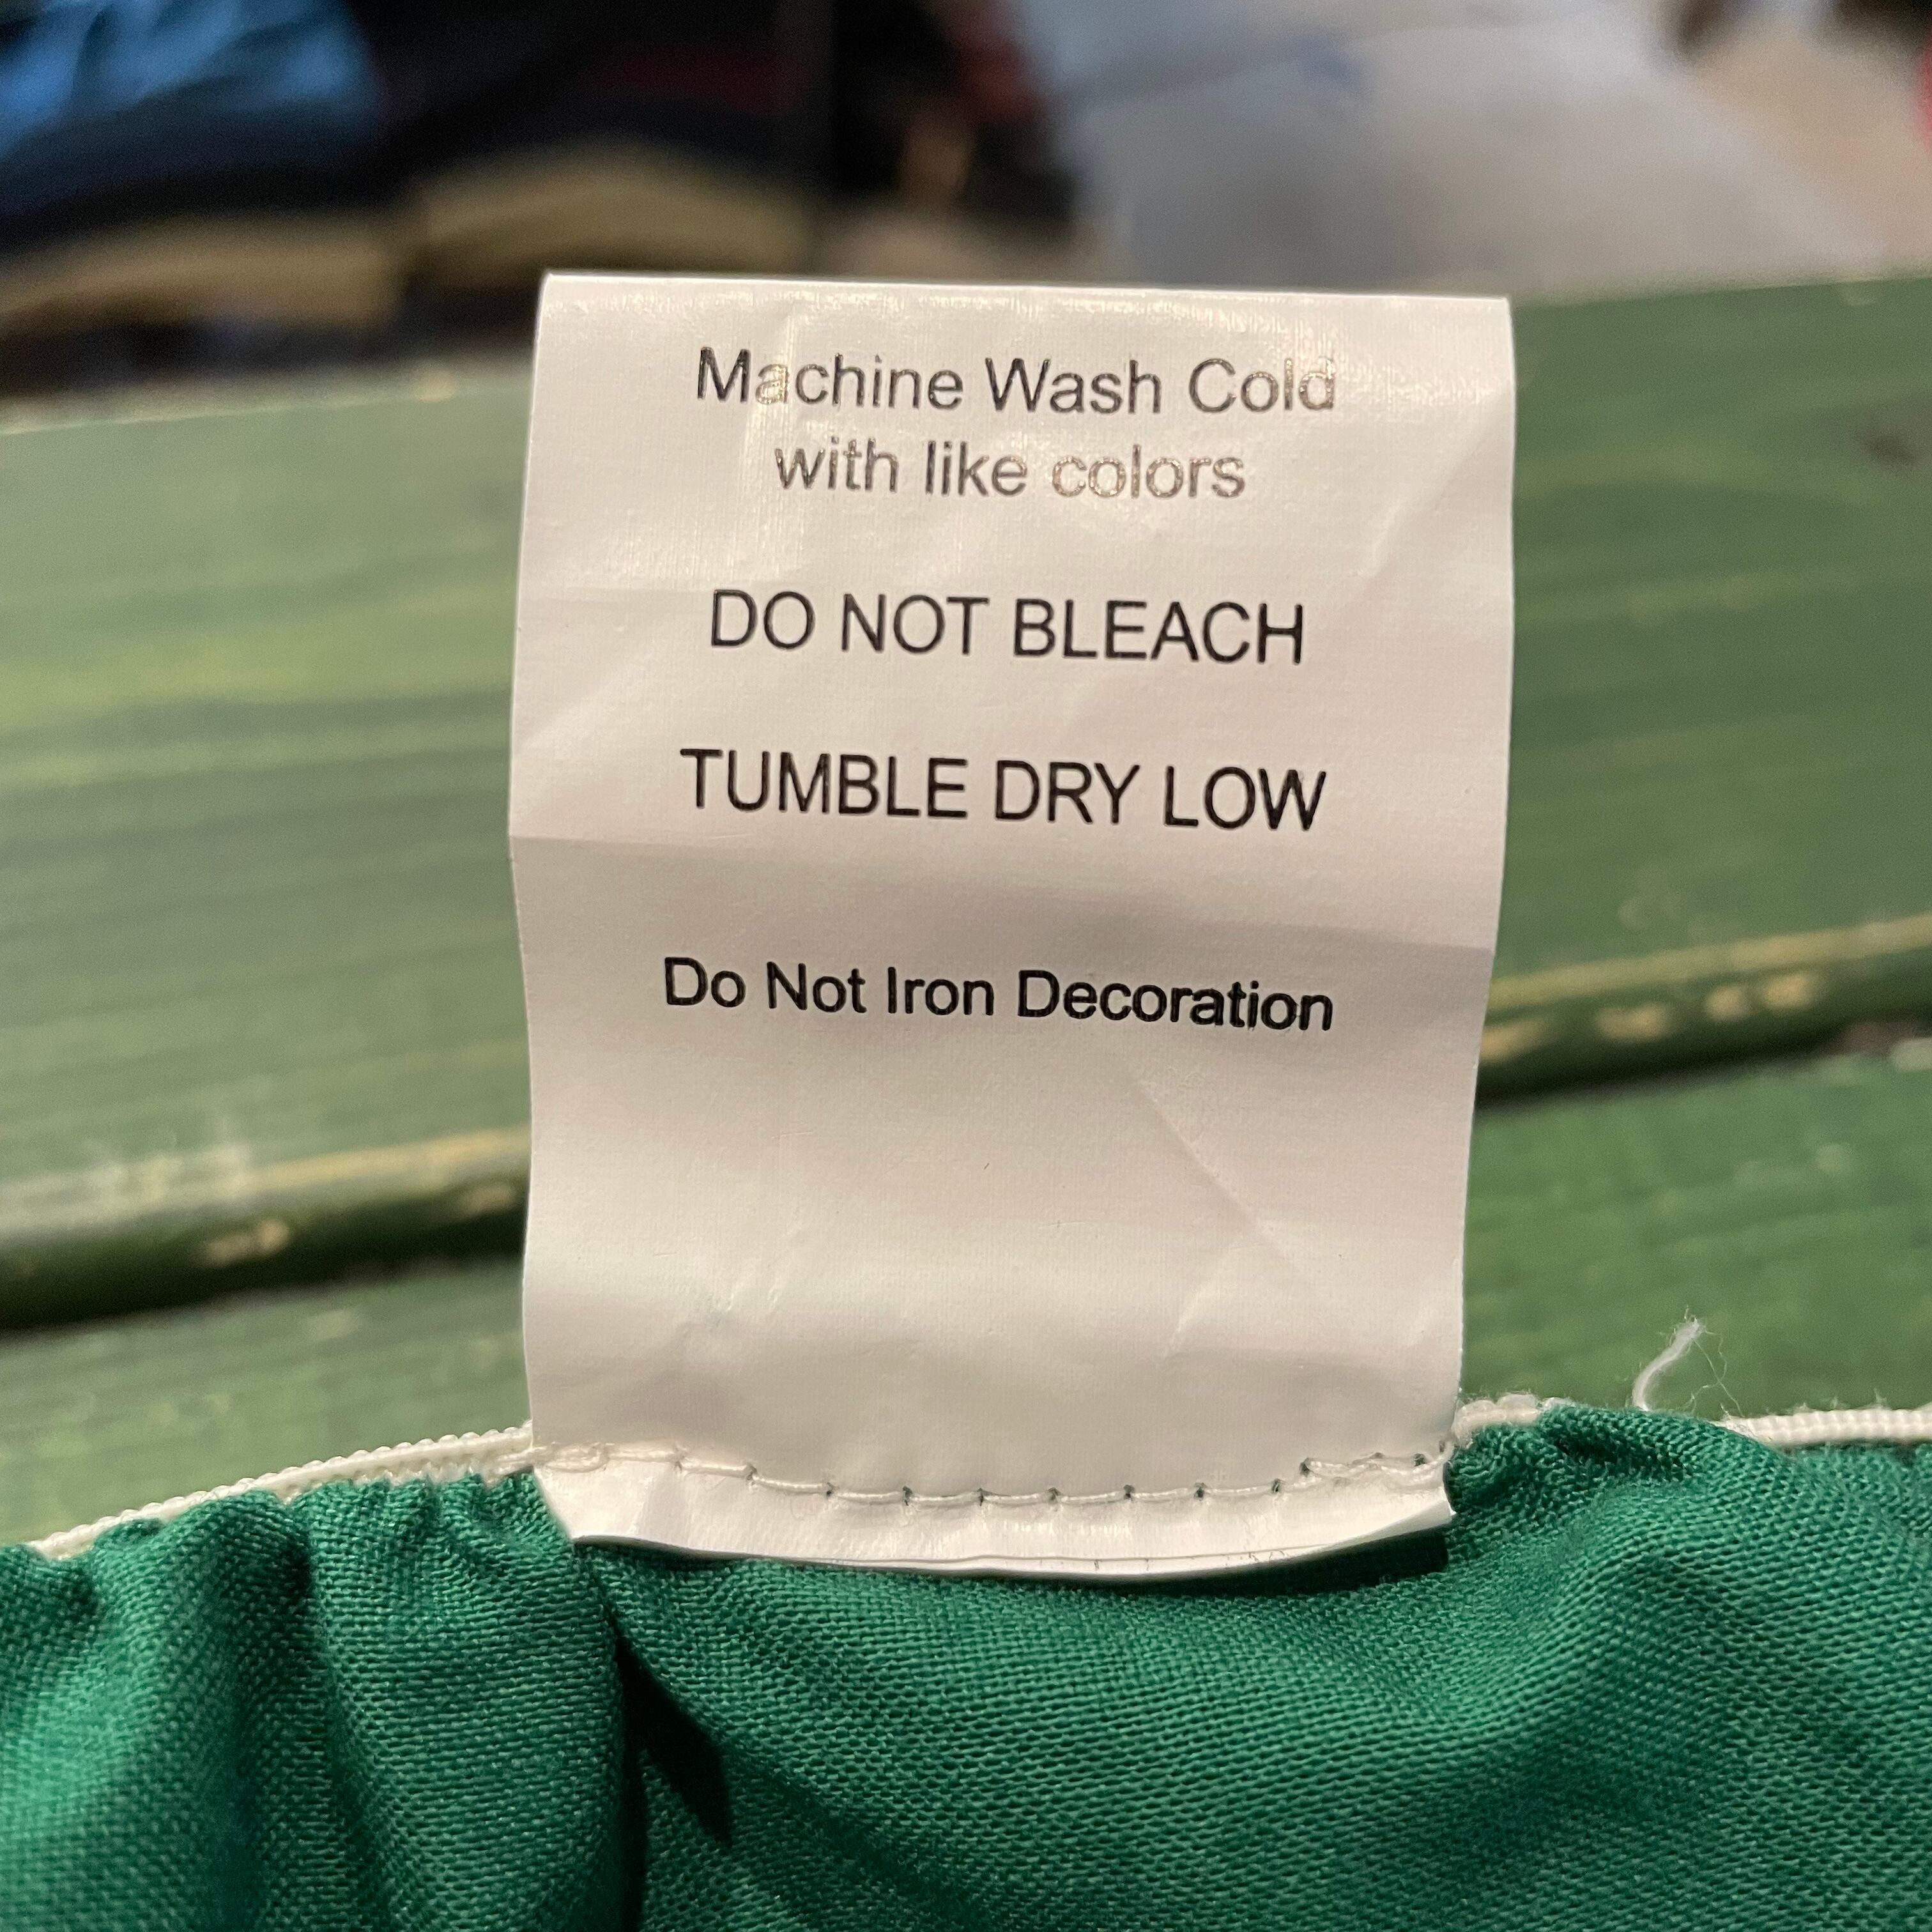 Machine Wash Cold
with like colors
DO NOT BLEACH
TUMBLE DRY LOW
Do Not Iron Decoration